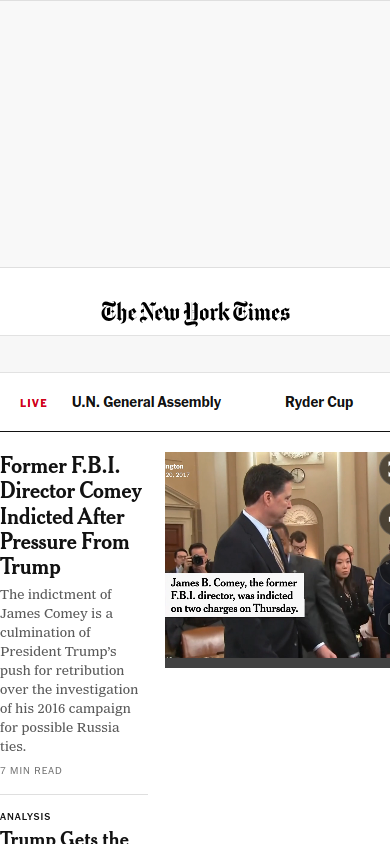 The New York Times
LIVE
U.N. General Assembly
Ryder Cup
Former F.B.I.
Director Comey
Indicted After
Pressure From
Trump
The indictment of
James Comey is a
culmination of
President Trump's
push for retribution
over the investigation
of his 2016 campaign
for possible Russia
ties.
7 MIN READ
ngton
20, 2017
James B. Comey, the former
F.B.I. director, was indicted
on two charges on Thursday.
ANALYSIS
Trump Gets the